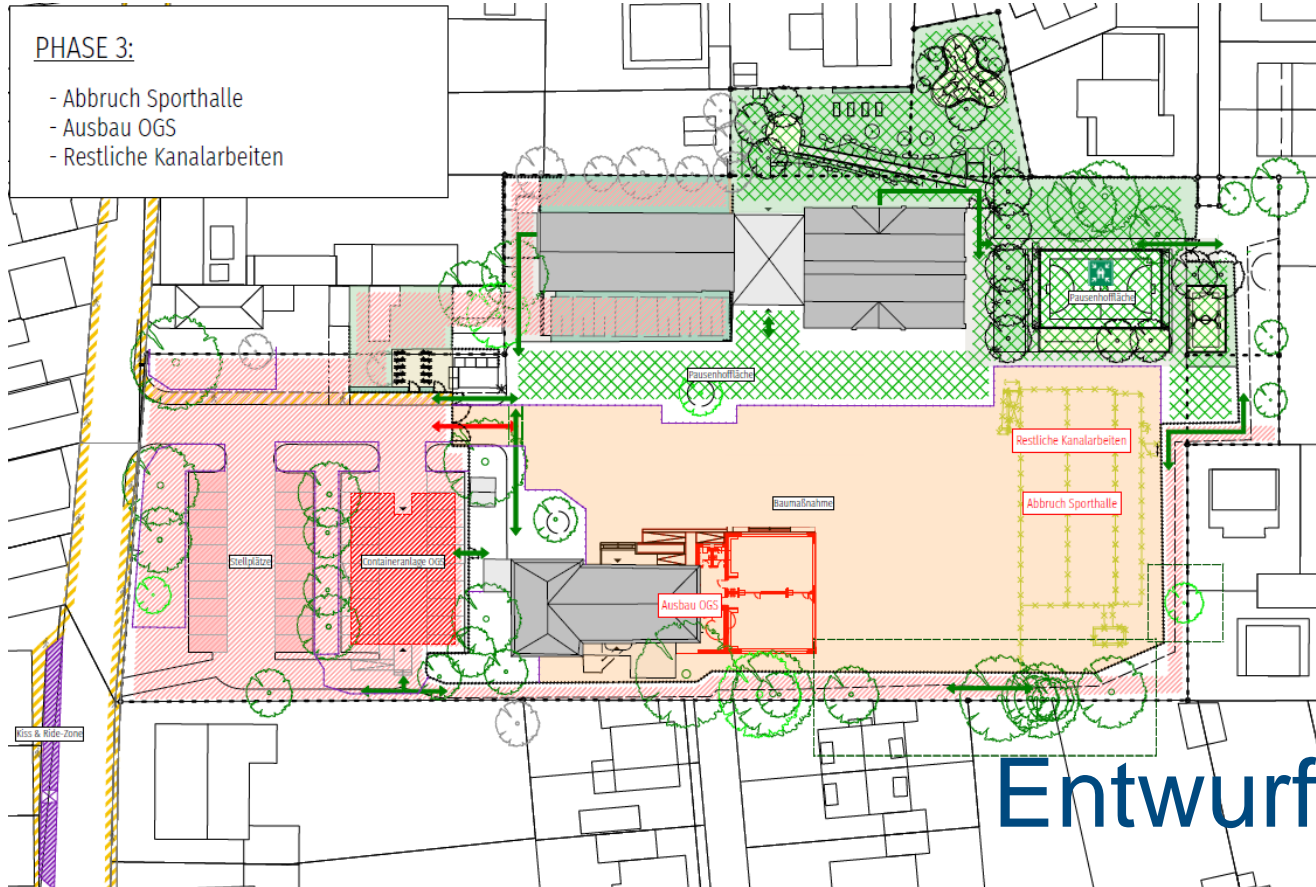 PHASE 3:
- Abbruch Sporthalle
- Ausbau OGS
- Restliche Kanalarbeiten
Pausenhoffläche
Pausenhoffläche
Restliche Kanalarbeiten
Abbruch Sporthalle
Baumaßnahme
Stellplätze
Containeranlage OGS
Ausbau OGS
Kiss & Ride-Zone
Entwurf